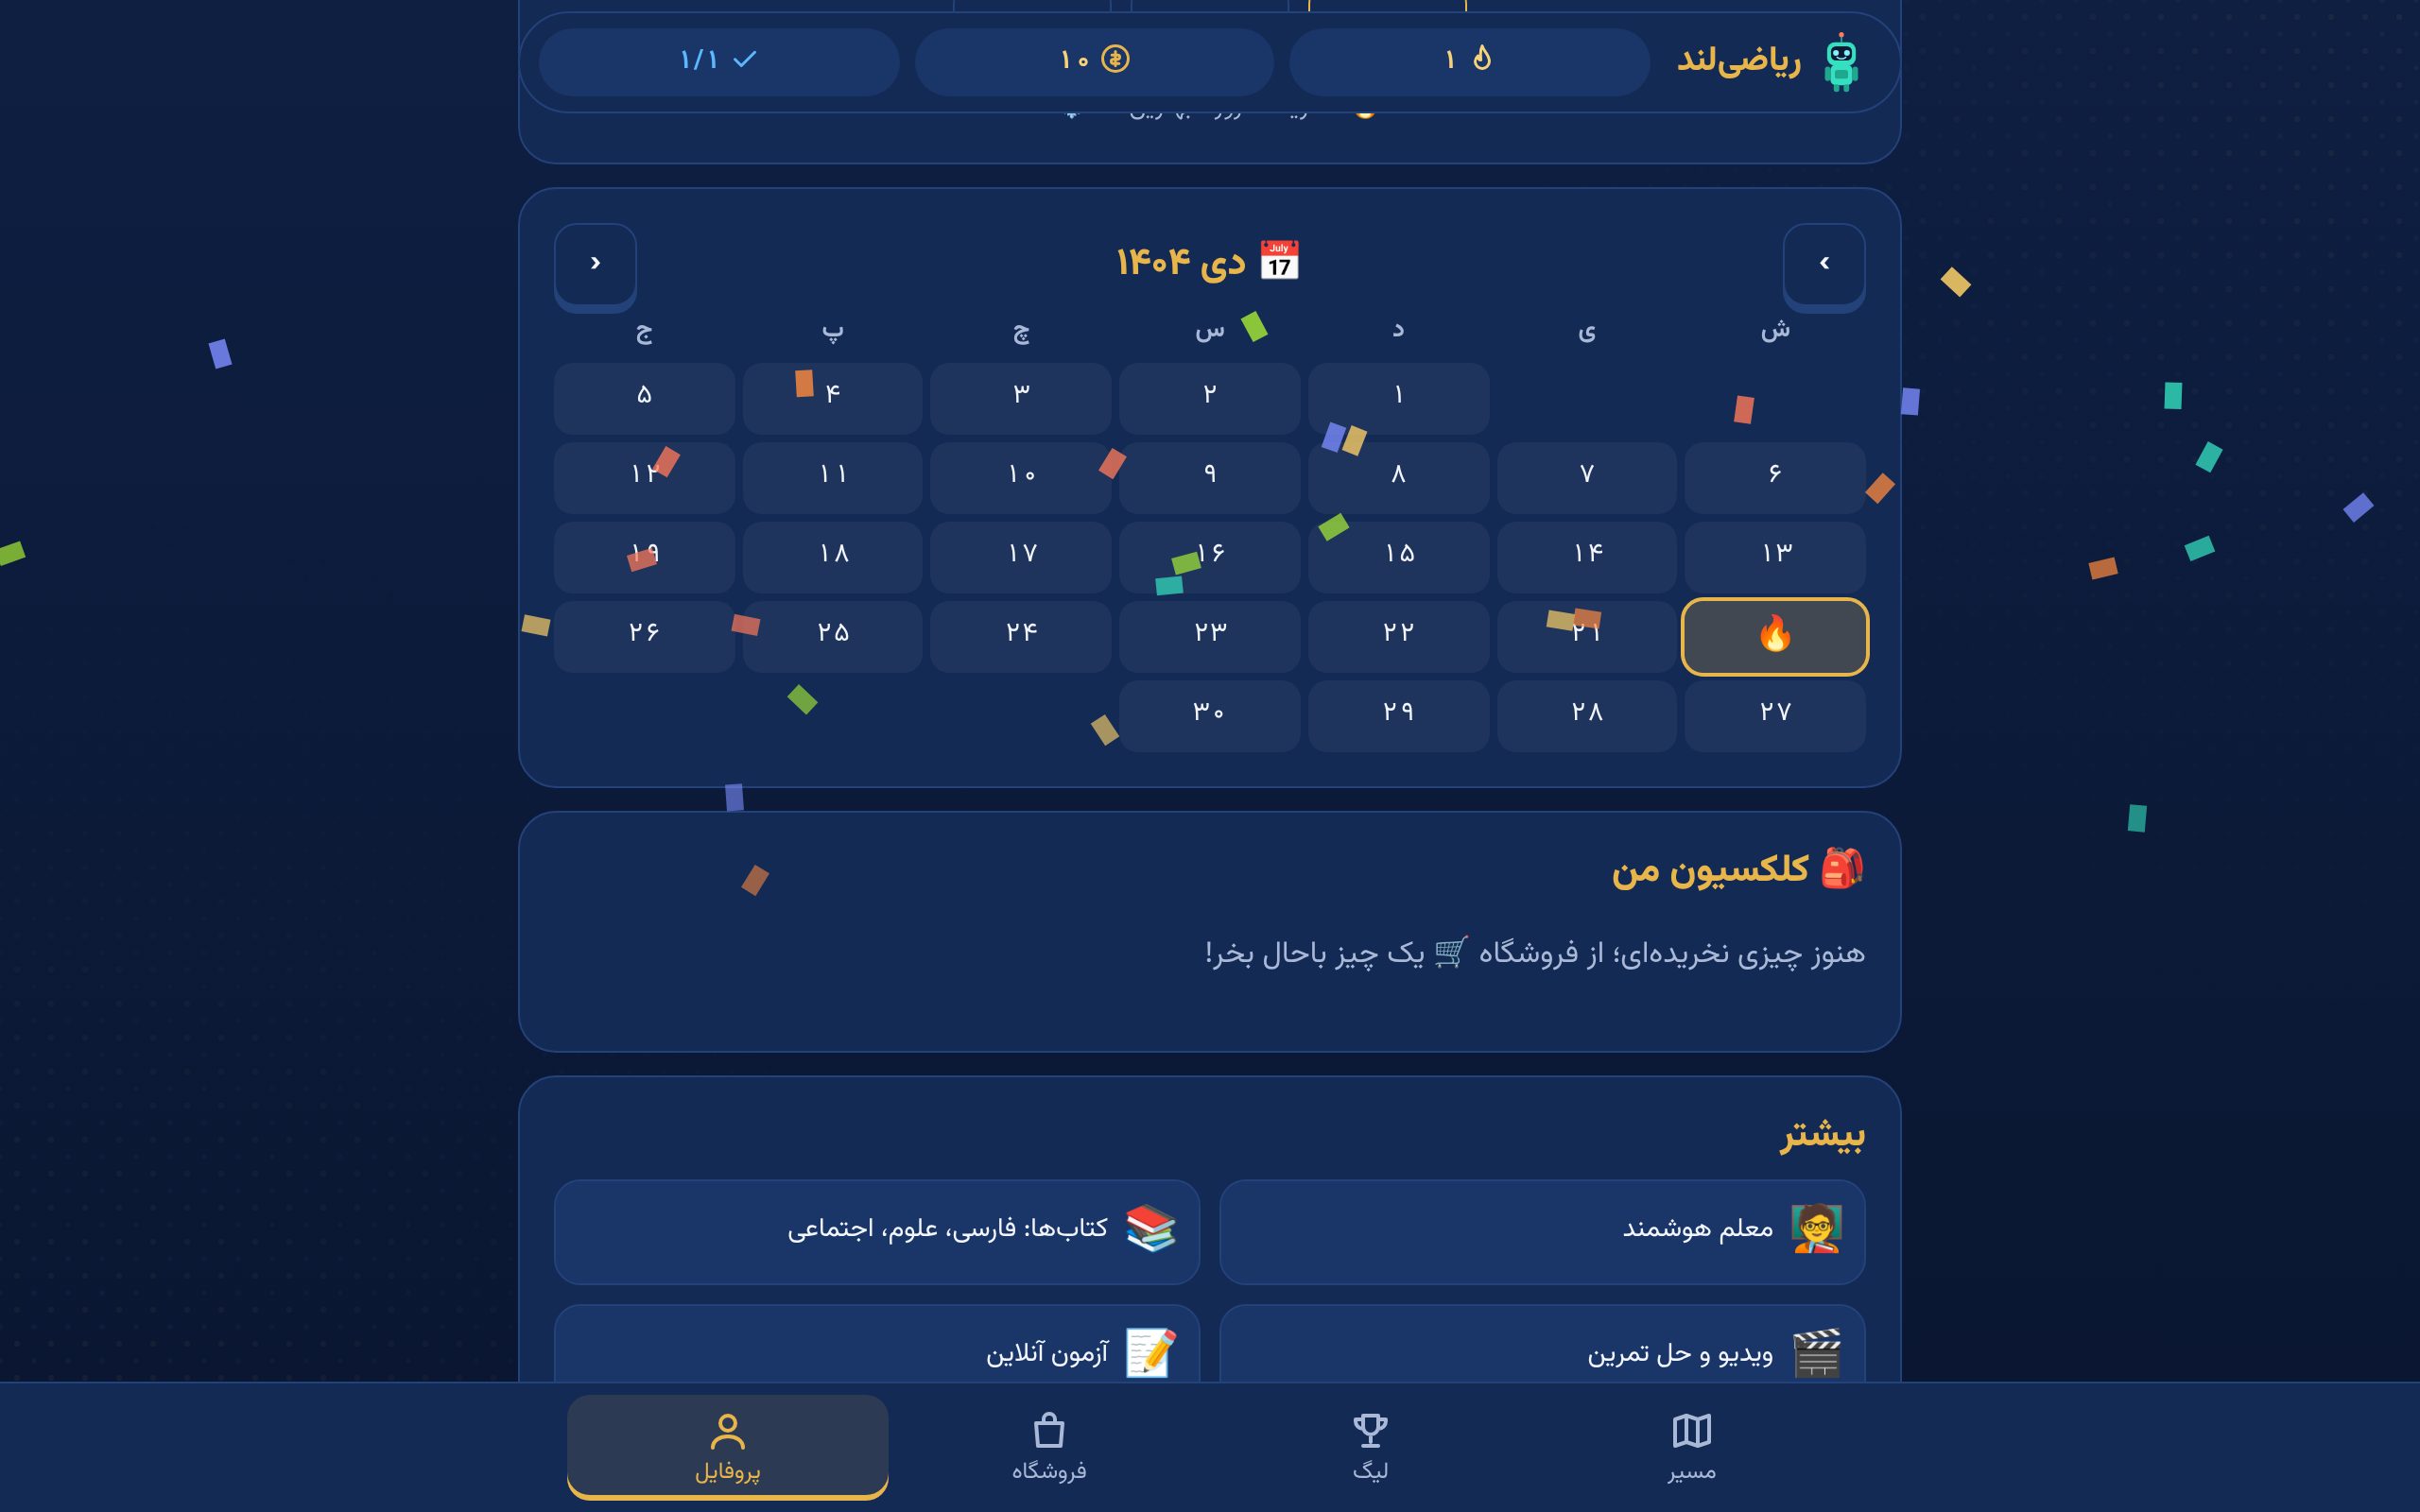 ریاضی‌لند
۱
۱۰
۱/۱
دی ۱۴۰۴
ش ی د س چ پ ج
۱ ۲ ۳ ۴ ۵
۶ ۷ ۸ ۹ ۱۰ ۱۱ ۱۲
۱۳ ۱۴ ۱۵ ۱۶ ۱۷ ۱۸ ۱۹
۲۱ ۲۲ ۲۳ ۲۴ ۲۵ ۲۶
۲۷ ۲۸ ۲۹ ۳۰
کلکسیون من
هنوز چیزی نخریده‌ای؛ از فروشگاه 🛒 یک چیز باحال بخر!
بیشتر
معلم هوشمند
کتاب‌ها: فارسی، علوم، اجتماعی
ویدیو و حل تمرین
آزمون آنلاین
مسیر
لیگ
فروشگاه
پروفایل